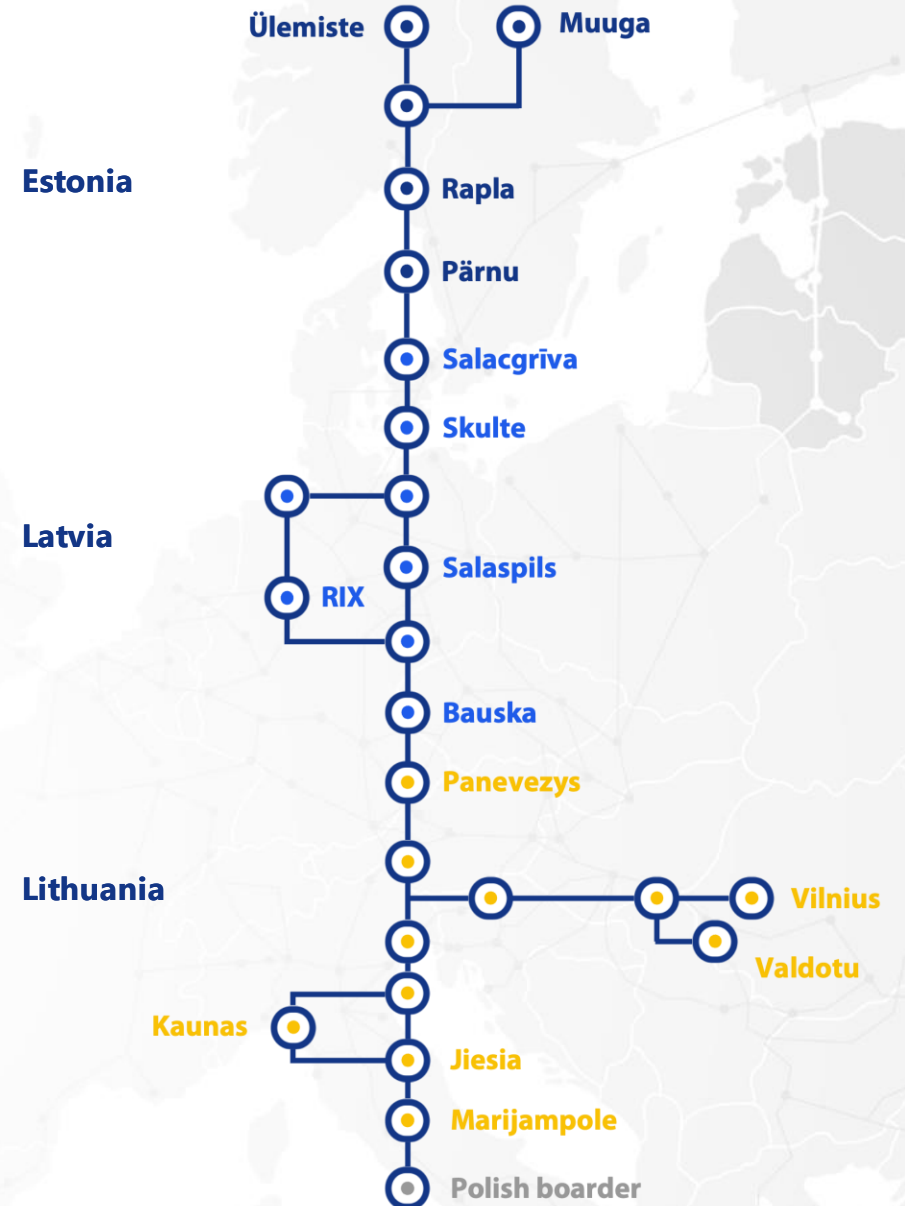 Ülemiste
Muuga
Estonia
Rapla
Pärnu
Salacgrīva
Skulte
Latvia
Salaspils
RIX
Bauska
Panevezys
Lithuania
Vilnius
Valdotu
Kaunas
Jiesia
Marijampole
Polish boarder